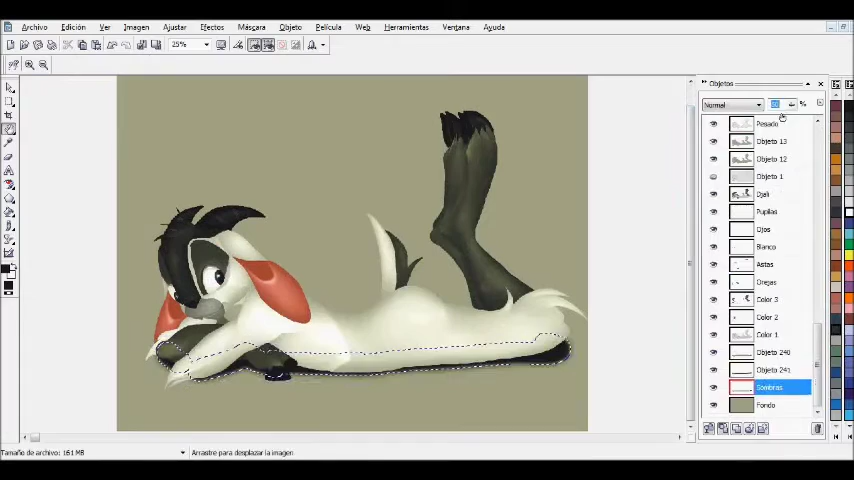 Archivo Edición Ver Imagen Ajustar Efectos Máscara Objeto Película Web Herramientas Ventana Ayuda
25%
Objetos
Normal %
Pesado
Objeto 13
Objeto 12
Objeto 1
Djali
Pupilas
Ojos
Blanco
Astas
Orejas
Color 3
Color 2
Color 1
Objeto 240
Objeto 241
Sombras
Fondo
Tamaño de archivo: 161 MB Arrastre para desplazar la imagen